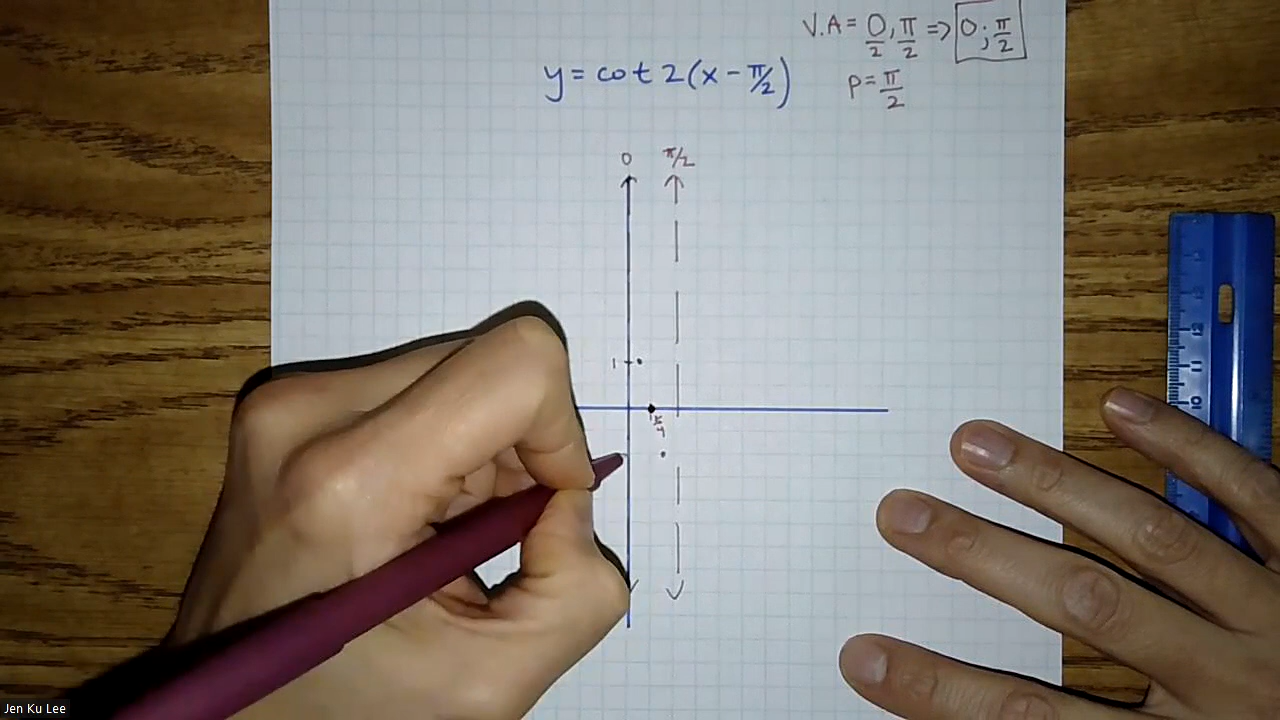 V.A = 0/2, π/2 => 0; π/2
y = cot 2(x - π/2)
p = π/2
0 π/2
1
π/4
Jen Ku Lee